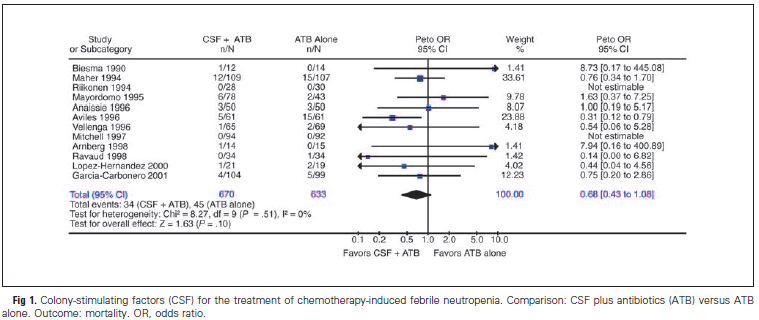 Study or Subcategory CSF + ATB n/N ATB Alone n/N Peto OR 95% CI Weight % Peto OR 95% CI
Biesma 1990 1/12 0/14 1.41 8.73 [0.17 to 445.08]
Maher 1994 12/109 15/107 33.61 0.76 [0.34 to 1.70]
Riikonen 1994 0/28 0/30 Not estimable
Mayordomo 1995 6/78 2/43 9.78 1.63 [0.37 to 7.25]
Anaissie 1996 3/50 3/50 8.07 1.00 [0.19 to 5.17]
Aviles 1996 5/61 15/61 23.88 0.31 [0.12 to 0.79]
Vellenga 1996 1/65 2/69 4.18 0.54 [0.06 to 5.28]
Mitchell 1997 0/94 0/92 Not estimable
Arnberg 1998 1/14 0/15 1.41 7.94 [0.16 to 400.89]
Ravaud 1998 0/34 1/34 1.42 0.14 [0.00 to 6.82]
Lopez-Hernandez 2000 1/21 2/19 4.02 0.44 [0.04 to 4.56]
Garcia-Carbonero 2001 4/104 5/99 12.23 0.75 [0.20 to 2.86]
Total (95% CI) 670 633 100.00 0.68 [0.43 to 1.08]
Total events: 34 (CSF + ATB), 45 (ATB alone)
Test for heterogeneity: Chi² = 8.27, df = 9 (P = .51), I² = 0%
Test for overall effect: Z = 1.63 (P = .10)
0.1 0.2 0.5 1.0 2.0 5.0 10.0
Favors CSF + ATB Favors ATB alone
Fig 1. Colony-stimulating factors (CSF) for the treatment of chemotherapy-induced febrile neutropenia. Comparison: CSF plus antibiotics (ATB) versus ATB
alone. Outcome: mortality. OR, odds ratio.